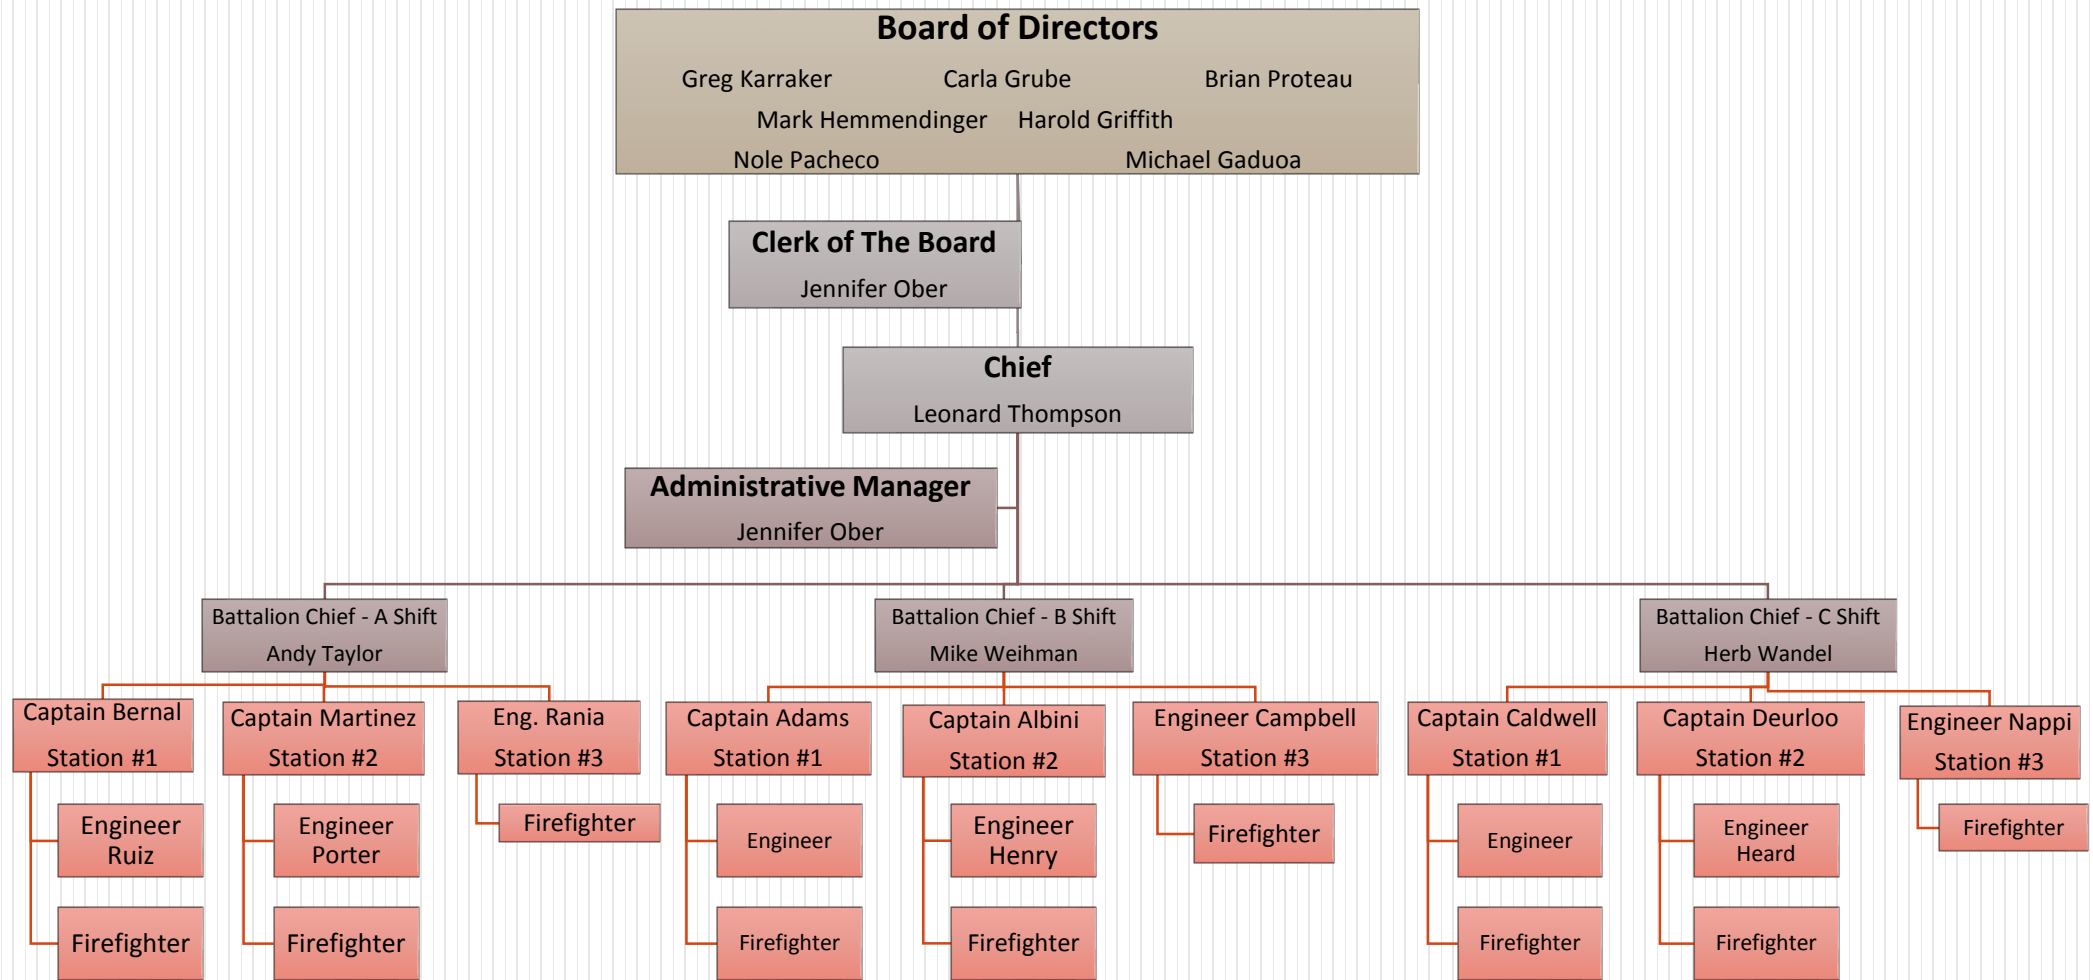 Board of Directors
Greg Karraker Carla Grube Brian Proteau
Mark Hemmendinger Harold Griffith
Nole Pacheco Michael Gaduoa
Clerk of The Board
Jennifer Ober
Chief
Leonard Thompson
Administrative Manager
Jennifer Ober
Battalion Chief - A Shift
Andy Taylor
Battalion Chief - B Shift
Mike Weihman
Battalion Chief - C Shift
Herb Wandel
Captain Bernal
Station #1
Captain Martinez
Station #2
Eng. Rania
Station #3
Captain Adams
Station #1
Captain Albini
Station #2
Engineer Campbell
Station #3
Captain Caldwell
Station #1
Captain Deurloo
Station #2
Engineer Nappi
Station #3
Engineer
Ruiz
Engineer
Porter
Firefighter
Engineer
Engineer
Henry
Firefighter
Engineer
Engineer
Heard
Firefighter
Firefighter
Firefighter
Firefighter
Firefighter
Firefighter
Firefighter